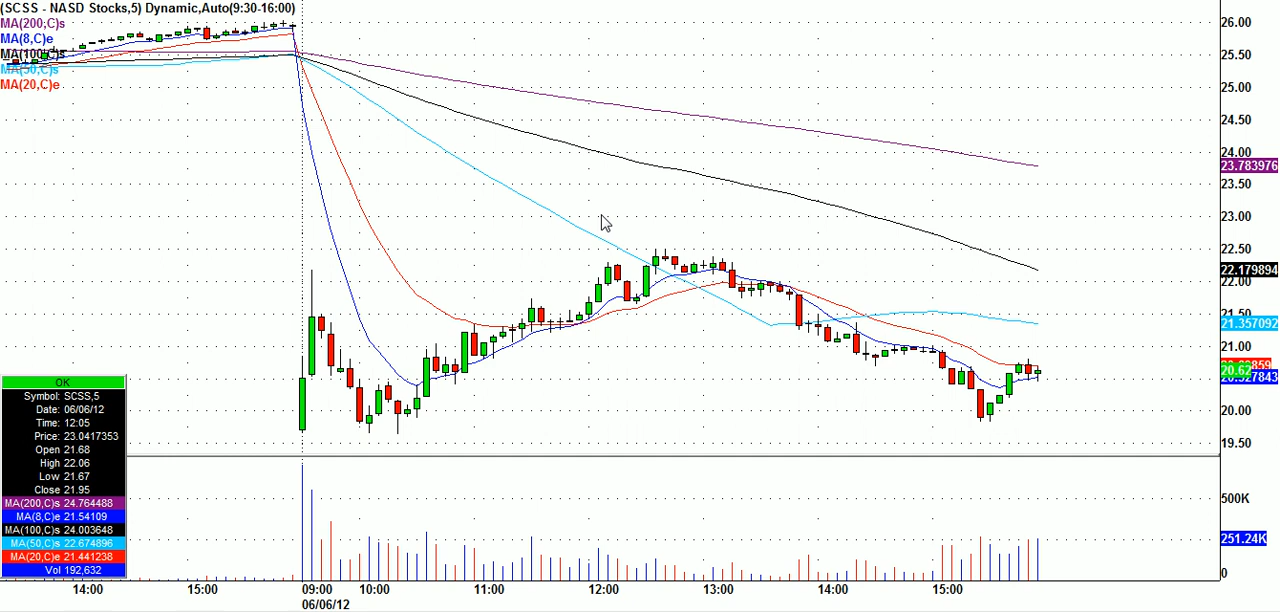 (SCSS - NASD Stocks,5) Dynamic,Auto(9:30-16:00)
MA(200,C)s
MA(8,C)e
MA(100,C)s
MA(50,C)s
MA(20,C)e
26.00
25.50
25.00
24.50
24.00
23.783976
23.50
23.00
22.50
22.179894
22.00
21.50
21.357092
21.00
20.62
20.00
19.50
500K
251.24K
0
OK
Symbol: SCSS,5
Date: 06/06/12
Time: 12:05
Price: 23.0417353
Open 21.68
High 22.06
Low 21.67
Close 21.95
MA(200,C)s 24.764488
MA(8,C)e 21.54109
MA(100,C)s 24.003648
MA(50,C)s 22.674896
MA(20,C)e 21.441238
Vol 192,632
14:00 15:00 09:00 10:00 11:00 12:00 13:00 14:00 15:00
06/06/12